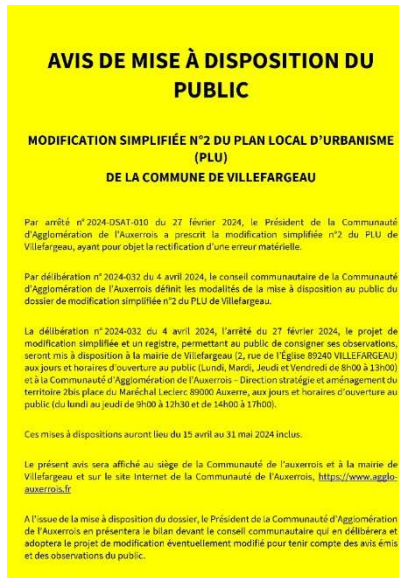 AVIS DE MISE À DISPOSITION DU
PUBLIC
MODIFICATION SIMPLIFIÉE N°2 DU PLAN LOCAL D'URBANISME
(PLU)
DE LA COMMUNE DE VILLEFARGEAU
Par arrêté n° 2024-DSAT-010 du 27 février 2024, le Président de la Communauté
d'Agglomération de l'Auxerrois a prescrit la modification simplifiée n°2 du PLU de
Villefargeau, ayant pour objet la rectification d'une erreur matérielle.
Par délibération n° 2024-032 du 4 avril 2024, le conseil communautaire de la Communauté
d'Agglomération de l'Auxerrois définit les modalités de la mise à disposition au public du
dossier de modification simplifiée n°2 du PLU de Villefargeau.
La délibération n° 2024-032 du 4 avril 2024, l'arrêté du 27 février 2024, le projet de
modification simplifiée et un registre, permettant au public de consigner ses observations,
seront mis à disposition à la mairie de Villefargeau (2, rue de l'Église 89240 VILLEFARGEAU)
aux jours et horaires d'ouverture au public (Lundi, Mardi, Jeudi et Vendredi de 8h00 à 13h00)
et à la Communauté d'Agglomération de l'Auxerrois – Direction stratégie et aménagement du
territoire 2bis place du Maréchal Leclerc 89000 Auxerre, aux jours et horaires d'ouverture au
public (du lundi au jeudi de 9h00 à 12h30 et de 14h00 à 17h00).
Ces mises à dispositions auront lieu du 15 avril au 31 mai 2024 inclus.
Le présent avis sera affiché au siège de la Communauté de l'auxerrois et à la mairie de
Villefargeau et sur le site Internet de la Communauté de l'Auxerrois, https://www.agglo-
auxerrois.fr
A l'issue de la mise à disposition du dossier, le Président de la Communauté d'Agglomération
de l'Auxerrois en présentera le bilan devant le conseil communautaire qui en délibérera et
adoptera le projet de modification éventuellement modifié pour tenir compte des avis émis
et des observations du public.